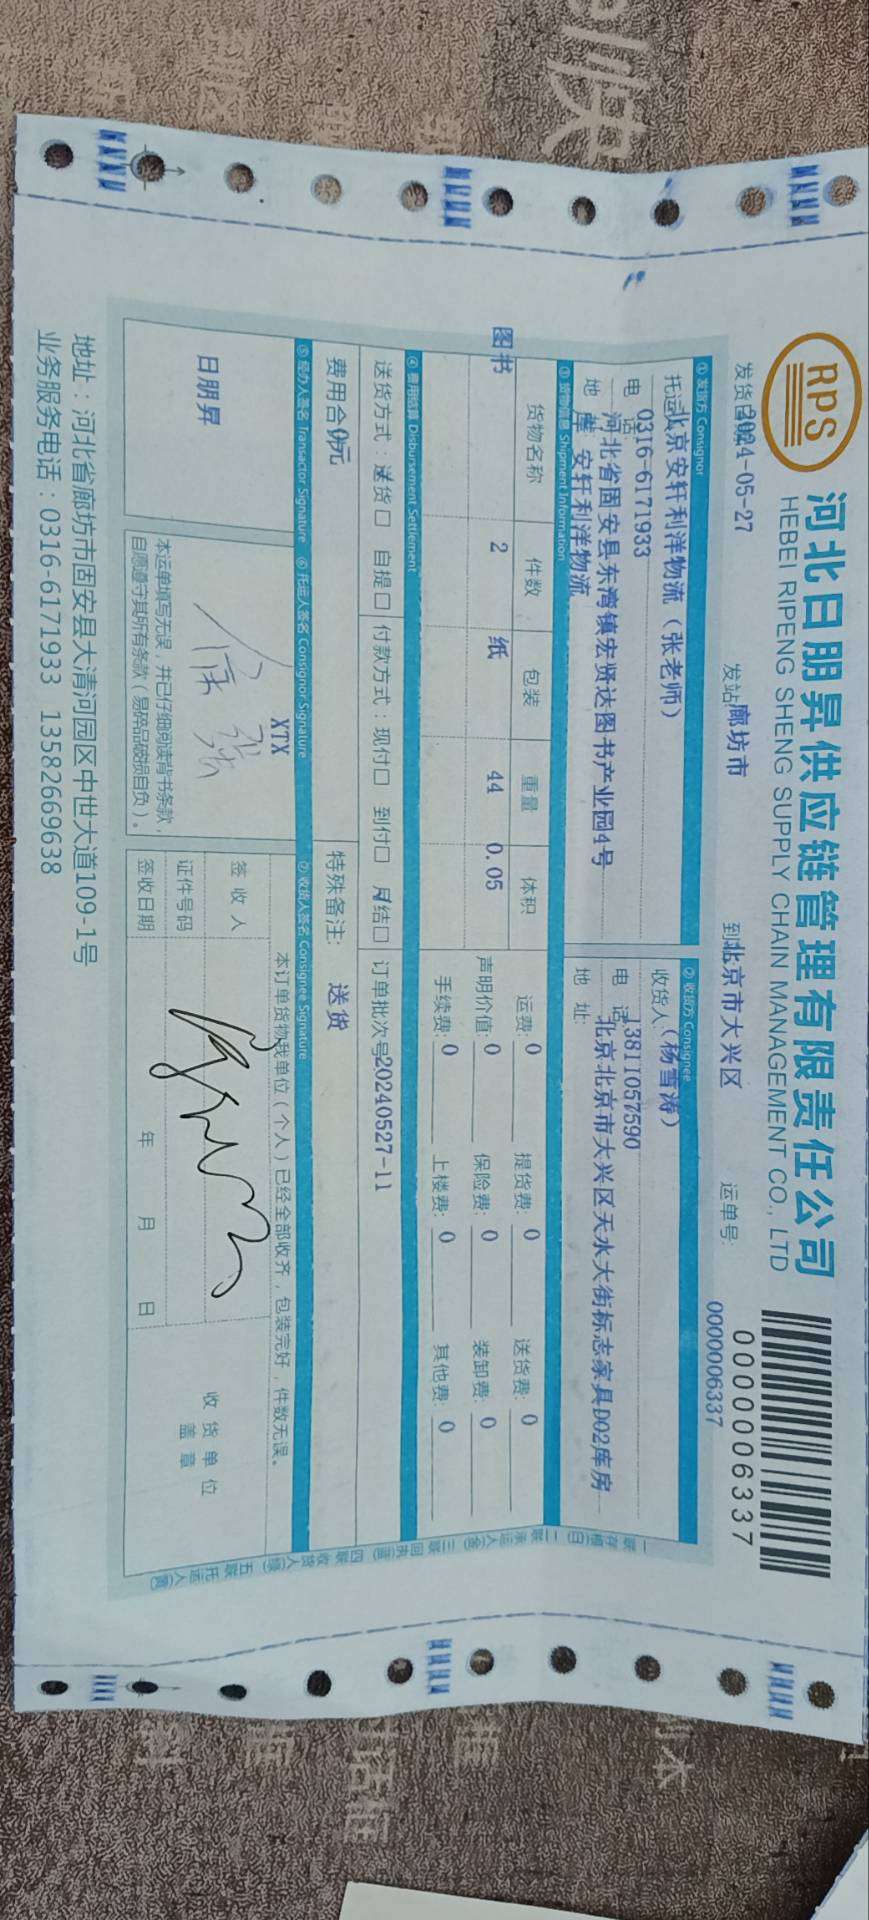 RPS
河北日朋昇供应链管理有限责任公司
HEBEI RIPENG SHENG SUPPLY CHAIN MANAGEMENT CO., LTD
0000006337
发货日期 2024-05-27 发站 廊坊市 到 北京市大兴区 运单号: 0000006337
① 发货方 Consignor
托运 北京安轩利洋物流（张老师）
电话 0316-6171933
地 河北省固安县东湾镇宏贤达图书产业园4号
库 安轩利洋物流
② 收货方 Consignee
收货人:（杨雪涛）
电 话: 13811057590
地 址: 北京北京市大兴区天水大街标志家具D02库房
③ 货物信息 Shipment Information
货物名称 件数 包装 重量 体积
图书 2 纸 44 0.05
运费: 0 提货费: 0 送货费: 0
声明价值: 0 保险费: 0 装卸费: 0
手续费: 0 上楼费: 0 其他费: 0
④ 费用结算 Disbursement Settlement
送货方式：送货□ 自提□ 付款方式：现付□ 到付□ 月结□ 订单批次号20240527-11
费用合 0元 特殊备注: 送货
⑤ 经办人签名 Transactor Signature ⑥ 托运人签名 Consignor Signature ⑦ 收货人签名 Consignee Signature
日朋昇
XTX
本运单填写无误，并已仔细阅读背书条款，
自愿遵守其所有条款（易碎品破损自负）。
本订单货物我单位（个人）已经全部收齐，包装完好，件数无误。
签 收 人
证件号码
签收日期 年 月 日
收 货 单 位
盖 章
地址：河北省廊坊市固安县大清河园区中世大道109-1号
业务服务电话：0316-6171933 13582669638